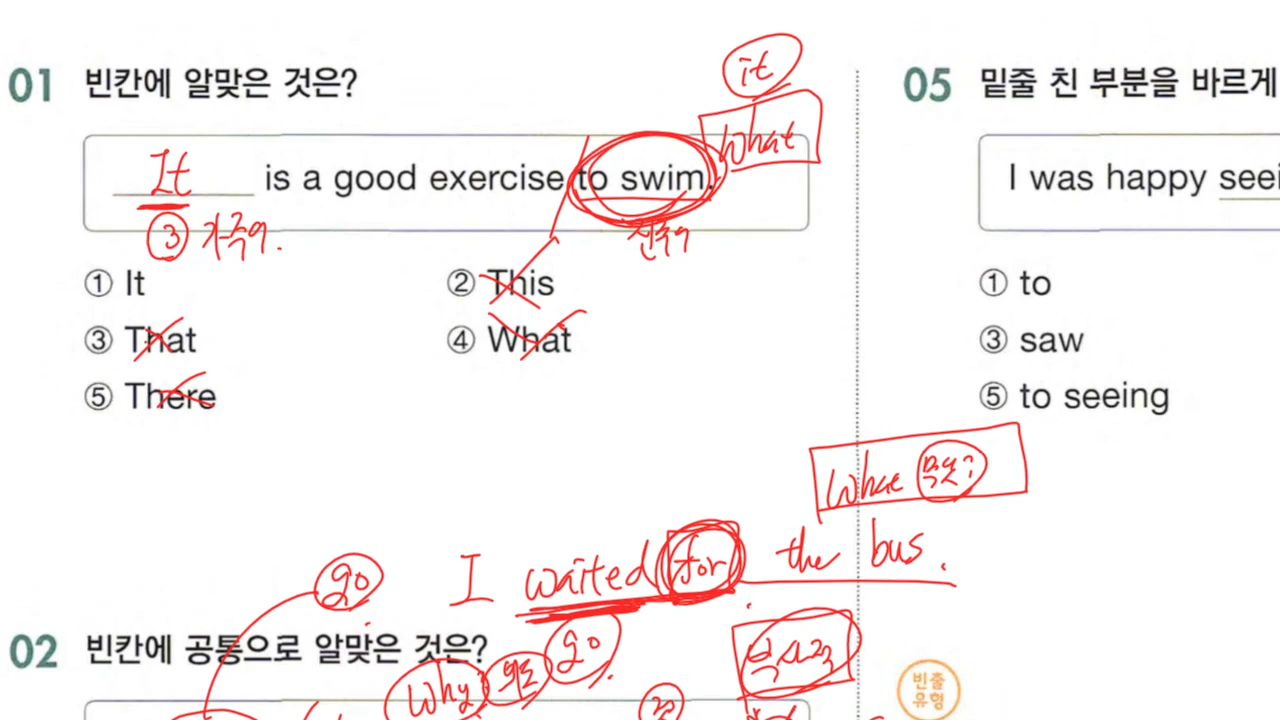 it
What
01 빈칸에 알맞은 것은?
It is a good exercise to swim.
③ 가주어. 진주어
① It ② This
③ That ④ What
⑤ There
05 밑줄 친 부분을 바르게
I was happy seei
① to
③ saw
⑤ to seeing
What 무엇?
I waited for the bus.
go
02 빈칸에 공통으로 알맞은 것은?
Why 의도 go
빈출
유형